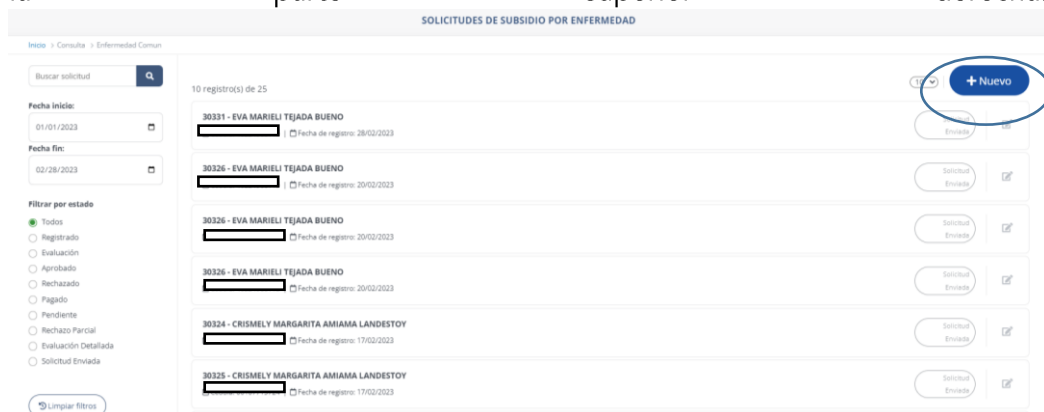 parte superior derecha
SOLICITUDES DE SUBSIDIO POR ENFERMEDAD
Inicio > Consulta > Enfermedad Comun
Buscar solicitud
10 registro(s) de 25
10
+ Nuevo
Fecha inicio:
01/01/2023
Fecha fin:
02/28/2023
Filtrar por estado
Todos
Registrado
Evaluación
Aprobado
Rechazado
Pagado
Pendiente
Rechazo Parcial
Evaluación Detallada
Solicitud Enviada
Limpiar filtros
30331 - EVA MARIELI TEJADA BUENO
| Fecha de registro: 28/02/2023
Solicitud
Enviada
30326 - EVA MARIELI TEJADA BUENO
| Fecha de registro: 20/02/2023
Solicitud
Enviada
30326 - EVA MARIELI TEJADA BUENO
Fecha de registro: 20/02/2023
Solicitud
Enviada
30326 - EVA MARIELI TEJADA BUENO
Fecha de registro: 20/02/2023
Solicitud
Enviada
30324 - CRISMELY MARGARITA AMIAMA LANDESTOY
Fecha de registro: 17/02/2023
Solicitud
Enviada
30325 - CRISMELY MARGARITA AMIAMA LANDESTOY
| Fecha de registro: 17/02/2023
Solicitud
Enviada